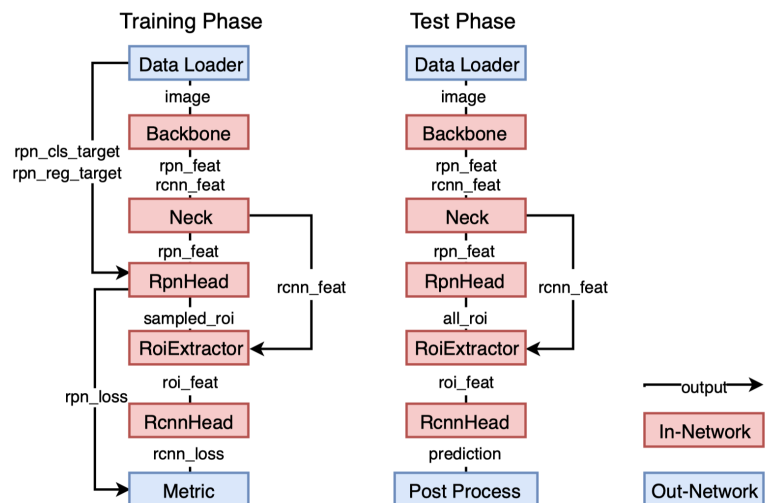 Training Phase
Data Loader
image
Backbone
rpn_cls_target
rpn_reg_target
rpn_feat
rcnn_feat
Neck
rpn_feat
rcnn_feat
RpnHead
sampled_roi
RoiExtractor
roi_feat
rpn_loss
RcnnHead
rcnn_loss
Metric
Test Phase
Data Loader
image
Backbone
rpn_feat
rcnn_feat
Neck
rpn_feat
rcnn_feat
RpnHead
all_roi
RoiExtractor
roi_feat
RcnnHead
prediction
Post Process
output
In-Network
Out-Network